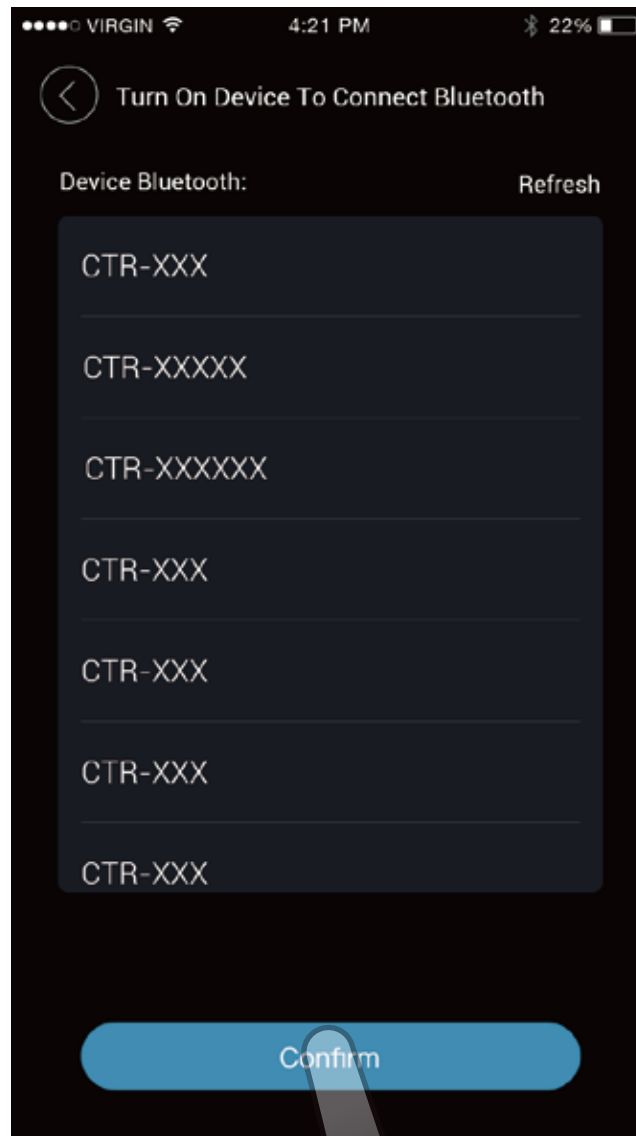 VIRGIN 4:21 PM 22%
Turn On Device To Connect Bluetooth
Device Bluetooth: Refresh
CTR-XXX
CTR-XXXXX
CTR-XXXXXX
CTR-XXX
CTR-XXX
CTR-XXX
CTR-XXX
Confirm